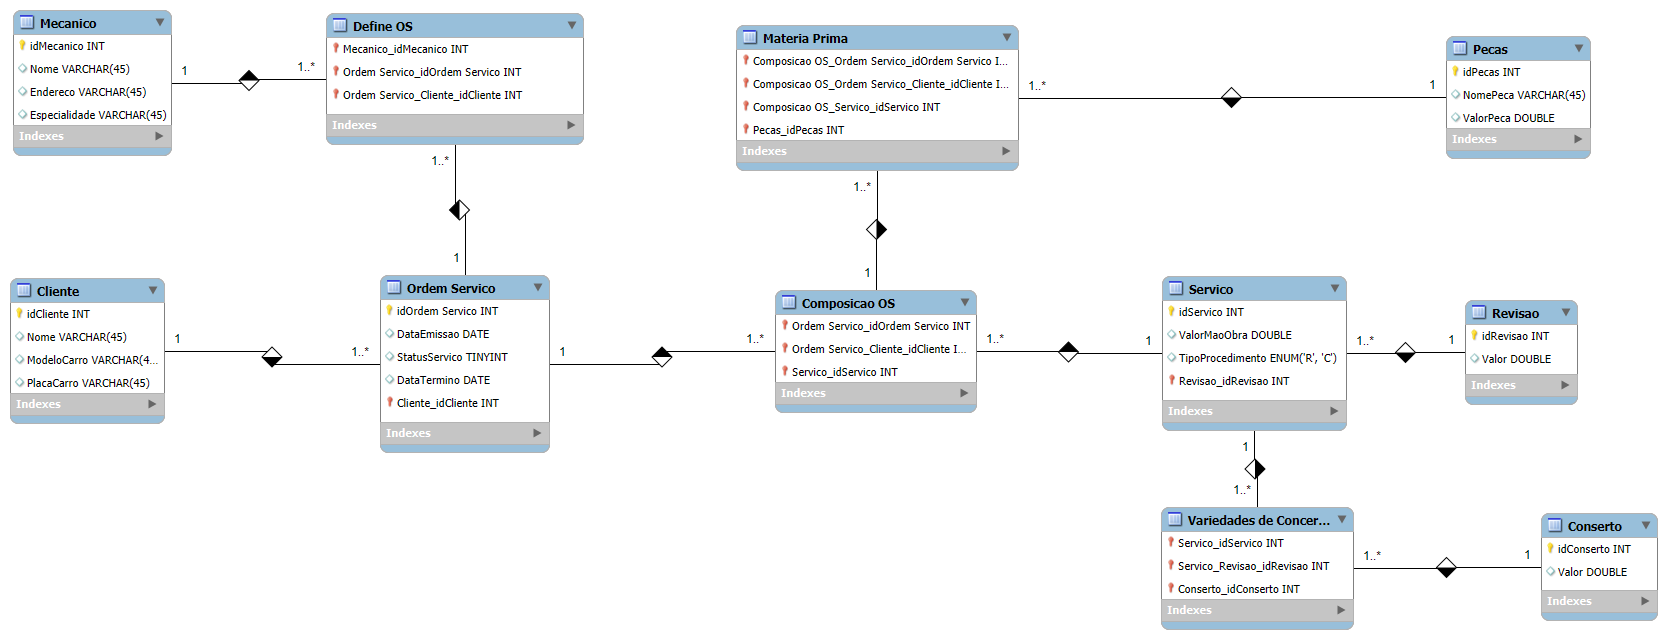 Mecanico
idMecanico INT
Nome VARCHAR(45)
Endereco VARCHAR(45)
Especialidade VARCHAR(45)
Indexes
1
1..*
Define OS
Mecanico_idMecanico INT
Ordem Servico_idOrdem Servico INT
Ordem Servico_Cliente_idCliente INT
Indexes
1..*
1
Materia Prima
Composicao OS_Ordem Servico_idOrdem Servico I...
Composicao OS_Ordem Servico_Cliente_idCliente I...
Composicao OS_Servico_idServico INT
Pecas_idPecas INT
Indexes
1..*
1
Pecas
idPecas INT
NomePeca VARCHAR(45)
ValorPeca DOUBLE
Indexes
1..*
1
Cliente
idCliente INT
Nome VARCHAR(45)
ModeloCarro VARCHAR(4...
PlacaCarro VARCHAR(45)
Indexes
1
1..*
Ordem Servico
idOrdem Servico INT
DataEmissao DATE
StatusServico TINYINT
DataTermino DATE
Cliente_idCliente INT
Indexes
1
1..*
Composicao OS
Ordem Servico_idOrdem Servico INT
Ordem Servico_Cliente_idCliente I...
Servico_idServico INT
Indexes
1..*
1
Servico
idServico INT
ValorMaoObra DOUBLE
TipoProcedimento ENUM('R', 'C')
Revisao_idRevisao INT
Indexes
1..*
1
Revisao
idRevisao INT
Valor DOUBLE
Indexes
1
1..*
Variedades de Concer...
Servico_idServico INT
Servico_Revisao_idRevisao INT
Conserto_idConserto INT
Indexes
1..*
1
Conserto
idConserto INT
Valor DOUBLE
Indexes